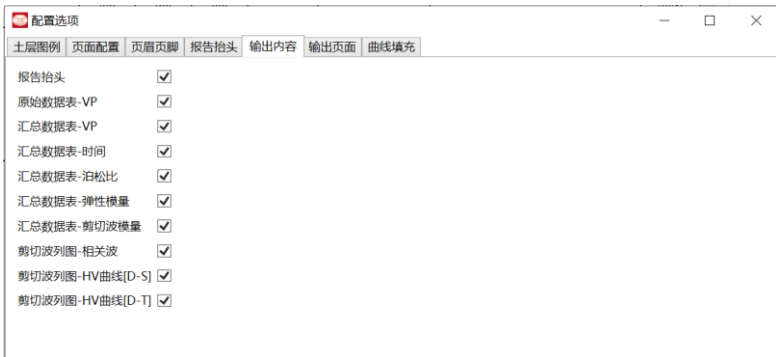 配置选项
土层图例 页面配置 页眉页脚 报告抬头 输出内容 输出页面 曲线填充
报告抬头
原始数据表-VP
汇总数据表-VP
汇总数据表-时间
汇总数据表-泊松比
汇总数据表-弹性模量
汇总数据表-剪切波模量
剪切波列图-相关波
剪切波列图-HV曲线[D-S]
剪切波列图-HV曲线[D-T]